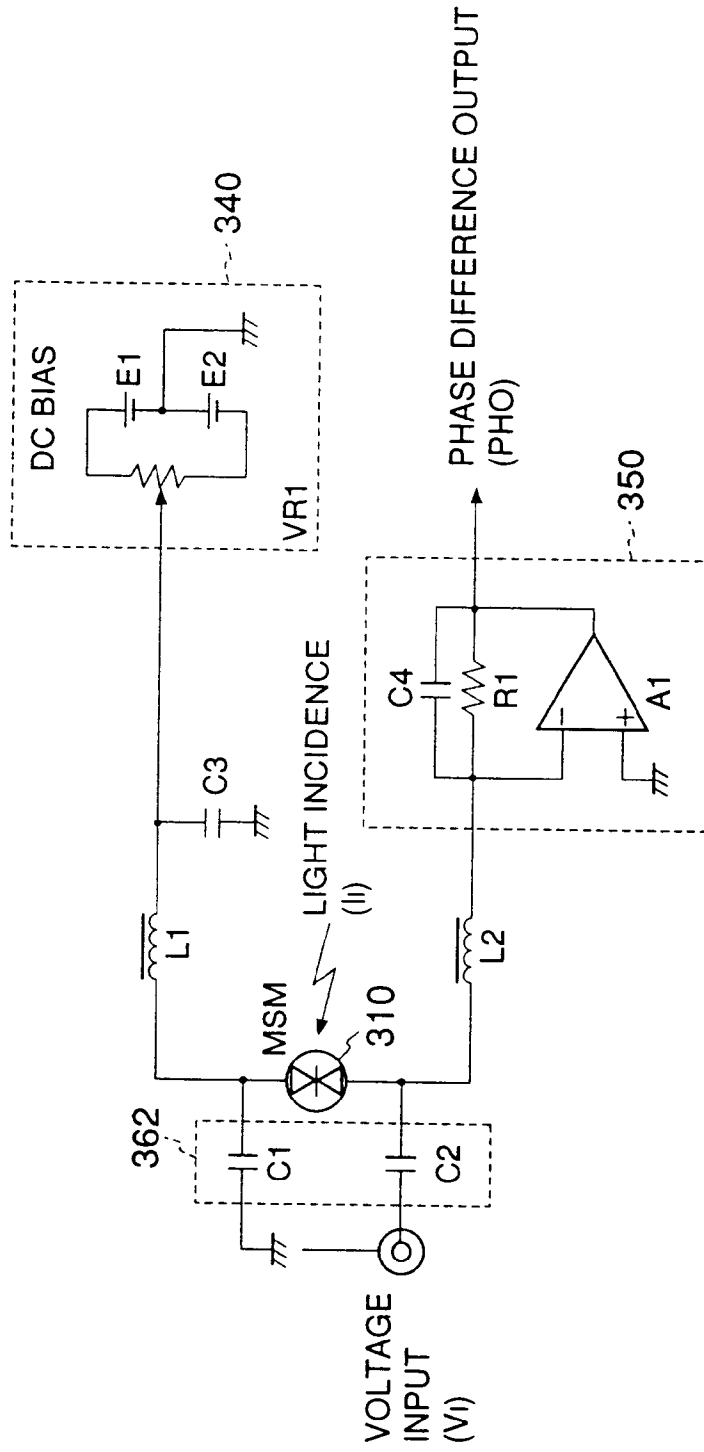 DC BIAS
E1
E2
VR1
340
C3
L1
LIGHT INCIDENCE
(Ii)
MSM
310
362
C1
C2
VOLTAGE
INPUT
(Vi)
L2
C4
R1
A1
350
PHASE DIFFERENCE OUTPUT
(PHO)